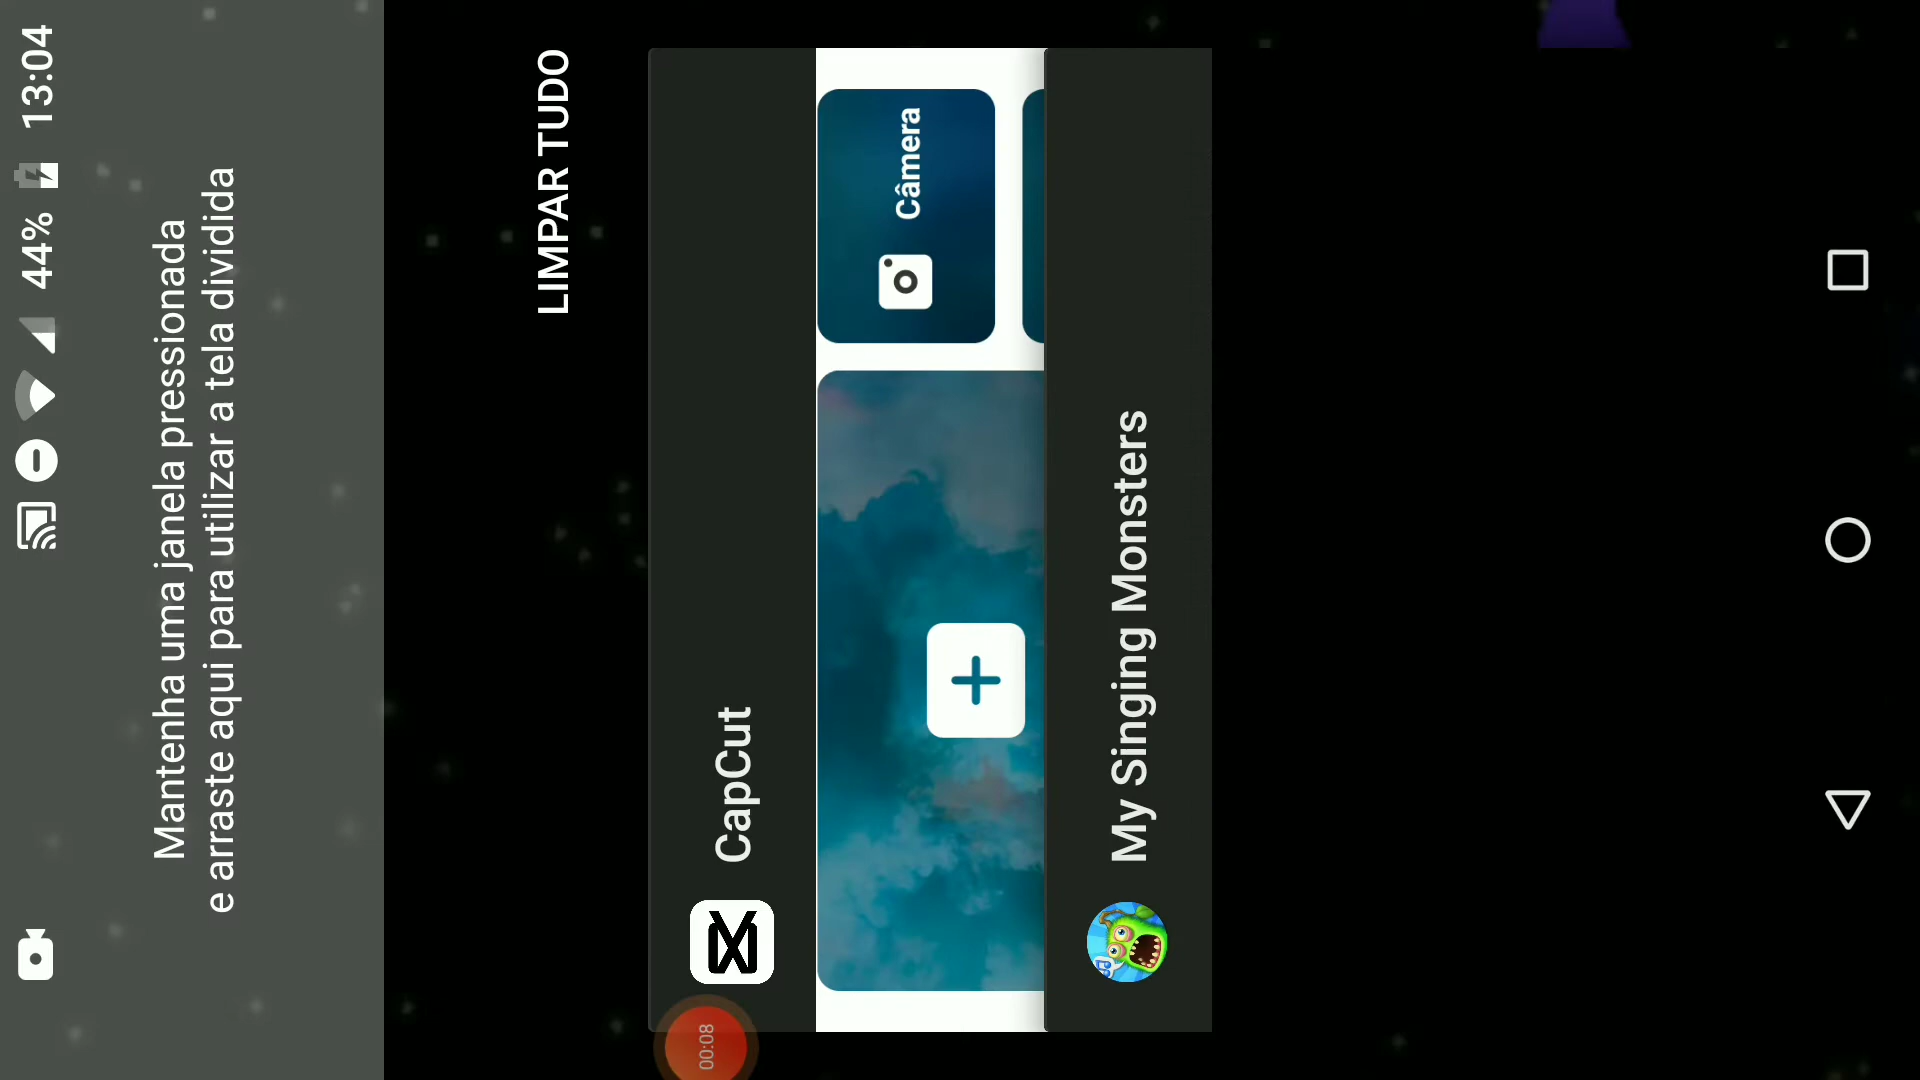 13:04
44%
Mantenha uma janela pressionada
e arraste aqui para utilizar a tela dividida
LIMPAR TUDO
CapCut
Câmera
My Singing Monsters
00:08